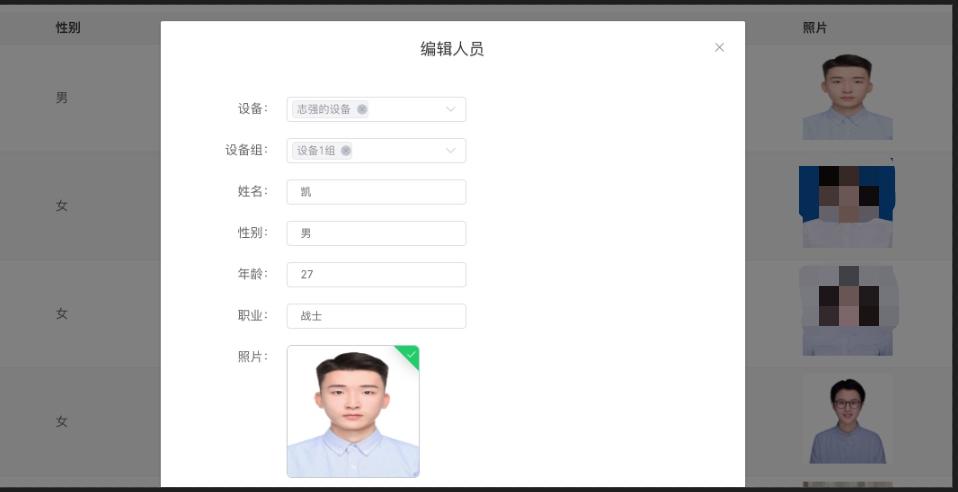 性别
照片
编辑人员
男
设备：
志强的设备
设备组：
设备1组
姓名：
凯
女
性别：
男
年龄：
27
女
职业：
战士
照片：
女